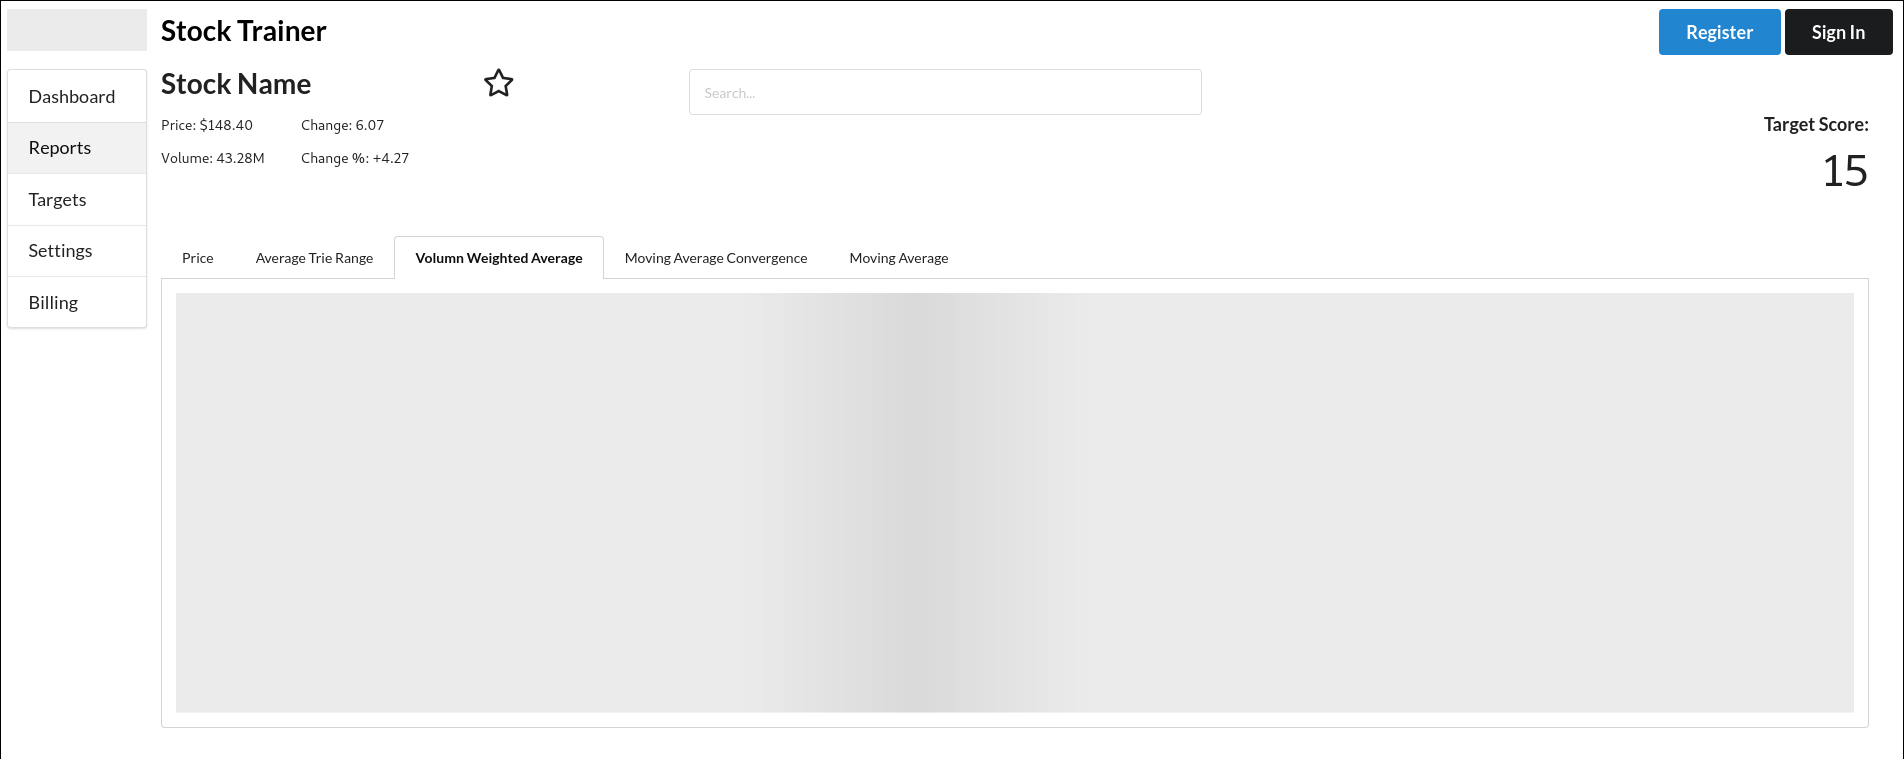 Stock Trainer
Register
Sign In
Dashboard
Reports
Targets
Settings
Billing
Stock Name
Search...
Price: $148.40
Change: 6.07
Volume: 43.28M
Change %: +4.27
Target Score:
15
Price
Average Trie Range
Volumn Weighted Average
Moving Average Convergence
Moving Average